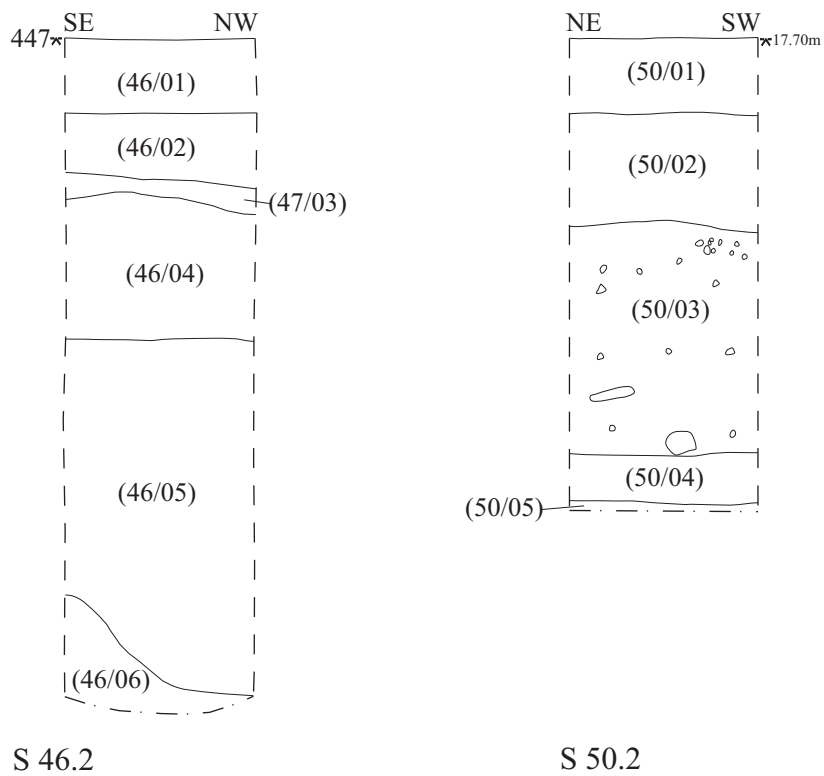 SE NW
447
(46/01)
(46/02)
(47/03)
(46/04)
(46/05)
(46/06)
S 46.2
NE SW
17.70m
(50/01)
(50/02)
(50/03)
(50/04)
(50/05)
S 50.2